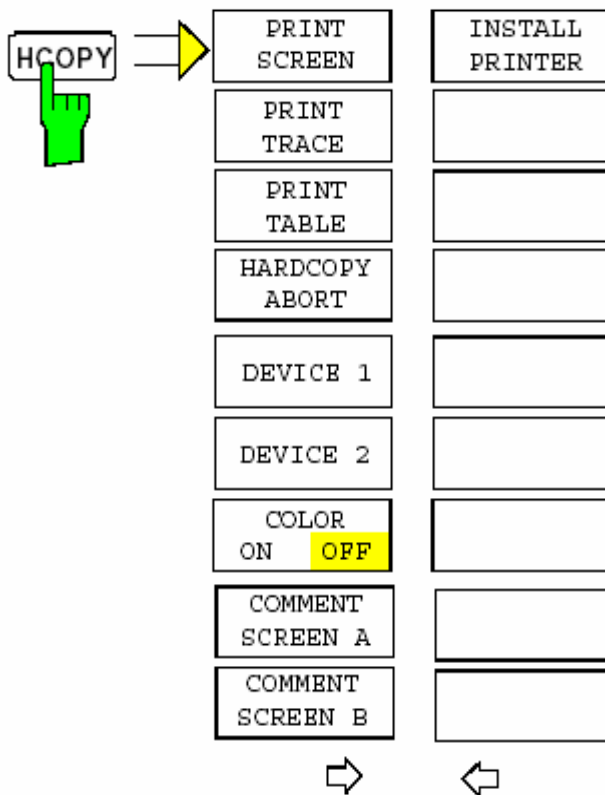 HCOPY
PRINT
SCREEN
PRINT
TRACE
PRINT
TABLE
HARDCOPY
ABORT
DEVICE 1
DEVICE 2
COLOR
ON OFF
COMMENT
SCREEN A
COMMENT
SCREEN B
INSTALL
PRINTER